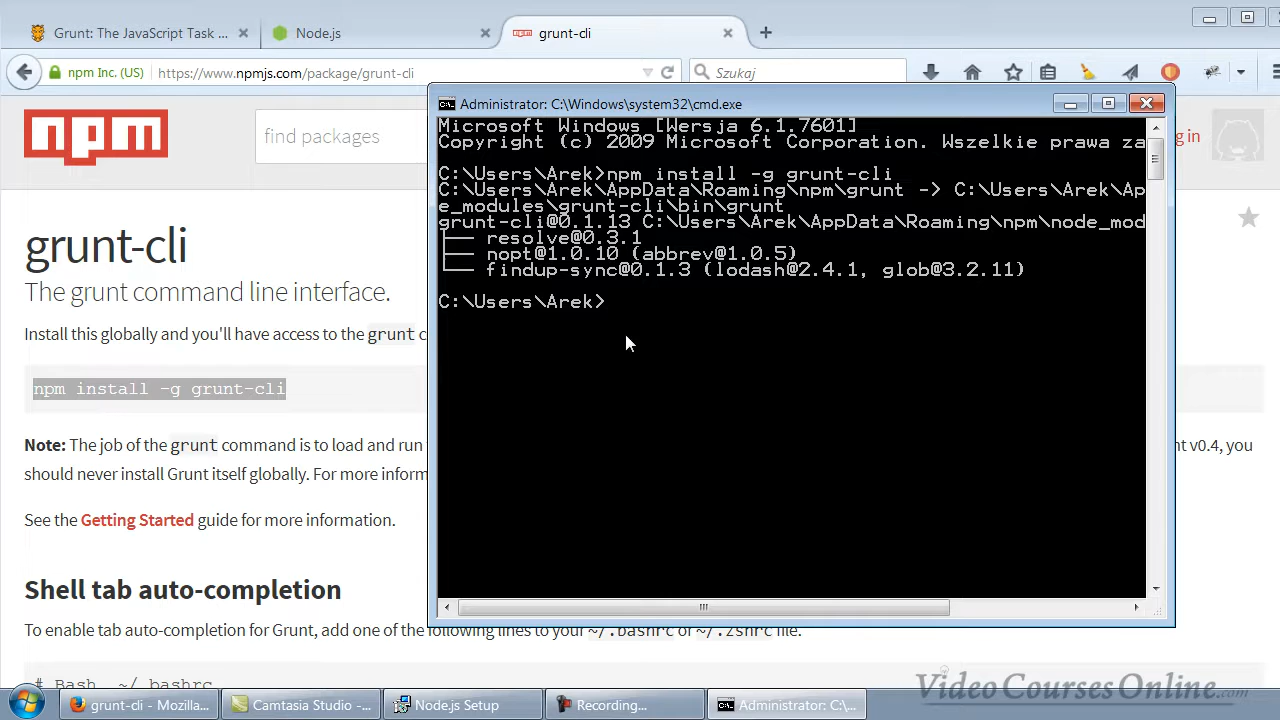 Grunt: The JavaScript Task ...
Node.js
grunt-cli
npm Inc. (US)
https://www.npmjs.com/package/grunt-cli
Szukaj
npm
find packages
in
Administrator: C:\Windows\system32\cmd.exe
Microsoft Windows [Wersja 6.1.7601]
Copyright (c) 2009 Microsoft Corporation. Wszelkie prawa za
C:\Users\Arek>npm install -g grunt-cli
C:\Users\Arek\AppData\Roaming\npm\grunt -> C:\Users\Arek\Ap
e_modules\grunt-cli\bin\grunt
grunt-cli@0.1.13 C:\Users\Arek\AppData\Roaming\npm\node_mod
resolve@0.3.1
nopt@1.0.10 (abbrev@1.0.5)
findup-sync@0.1.3 (lodash@2.4.1, glob@3.2.11)
C:\Users\Arek>
grunt-cli
The grunt command line interface.
Install this globally and you'll have access to the grunt c
npm install -g grunt-cli
Note: The job of the grunt command is to load and run
t v0.4, you
should never install Grunt itself globally. For more inform
See the Getting Started guide for more information.
Shell tab auto-completion
To enable tab auto-completion for Grunt, add one of the following lines to your ~/.bashrc or ~/.zshrc file.
# Bash, ~/.bashrc
VideoCoursesOnline.com
grunt-cli - Mozilla...
Camtasia Studio - ...
Node.js Setup
Recording...
Administrator: C:\...